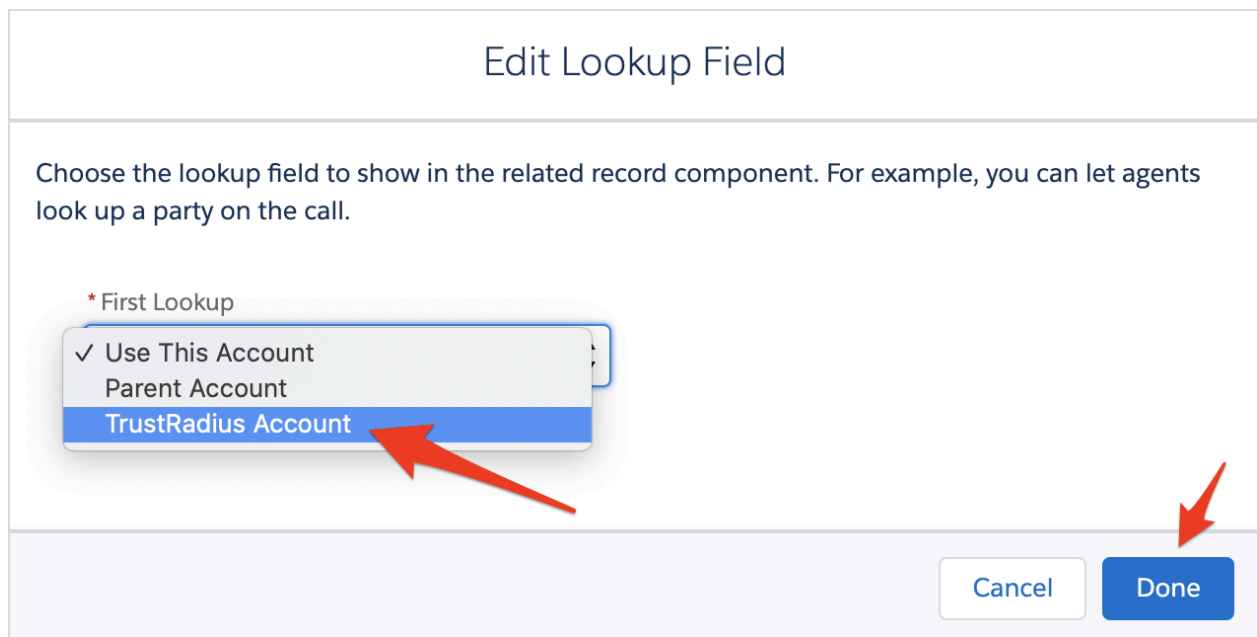 Edit Lookup Field
Choose the lookup field to show in the related record component. For example, you can let agents
look up a party on the call.
* First Lookup
✓ Use This Account
Parent Account
TrustRadius Account
Cancel
Done